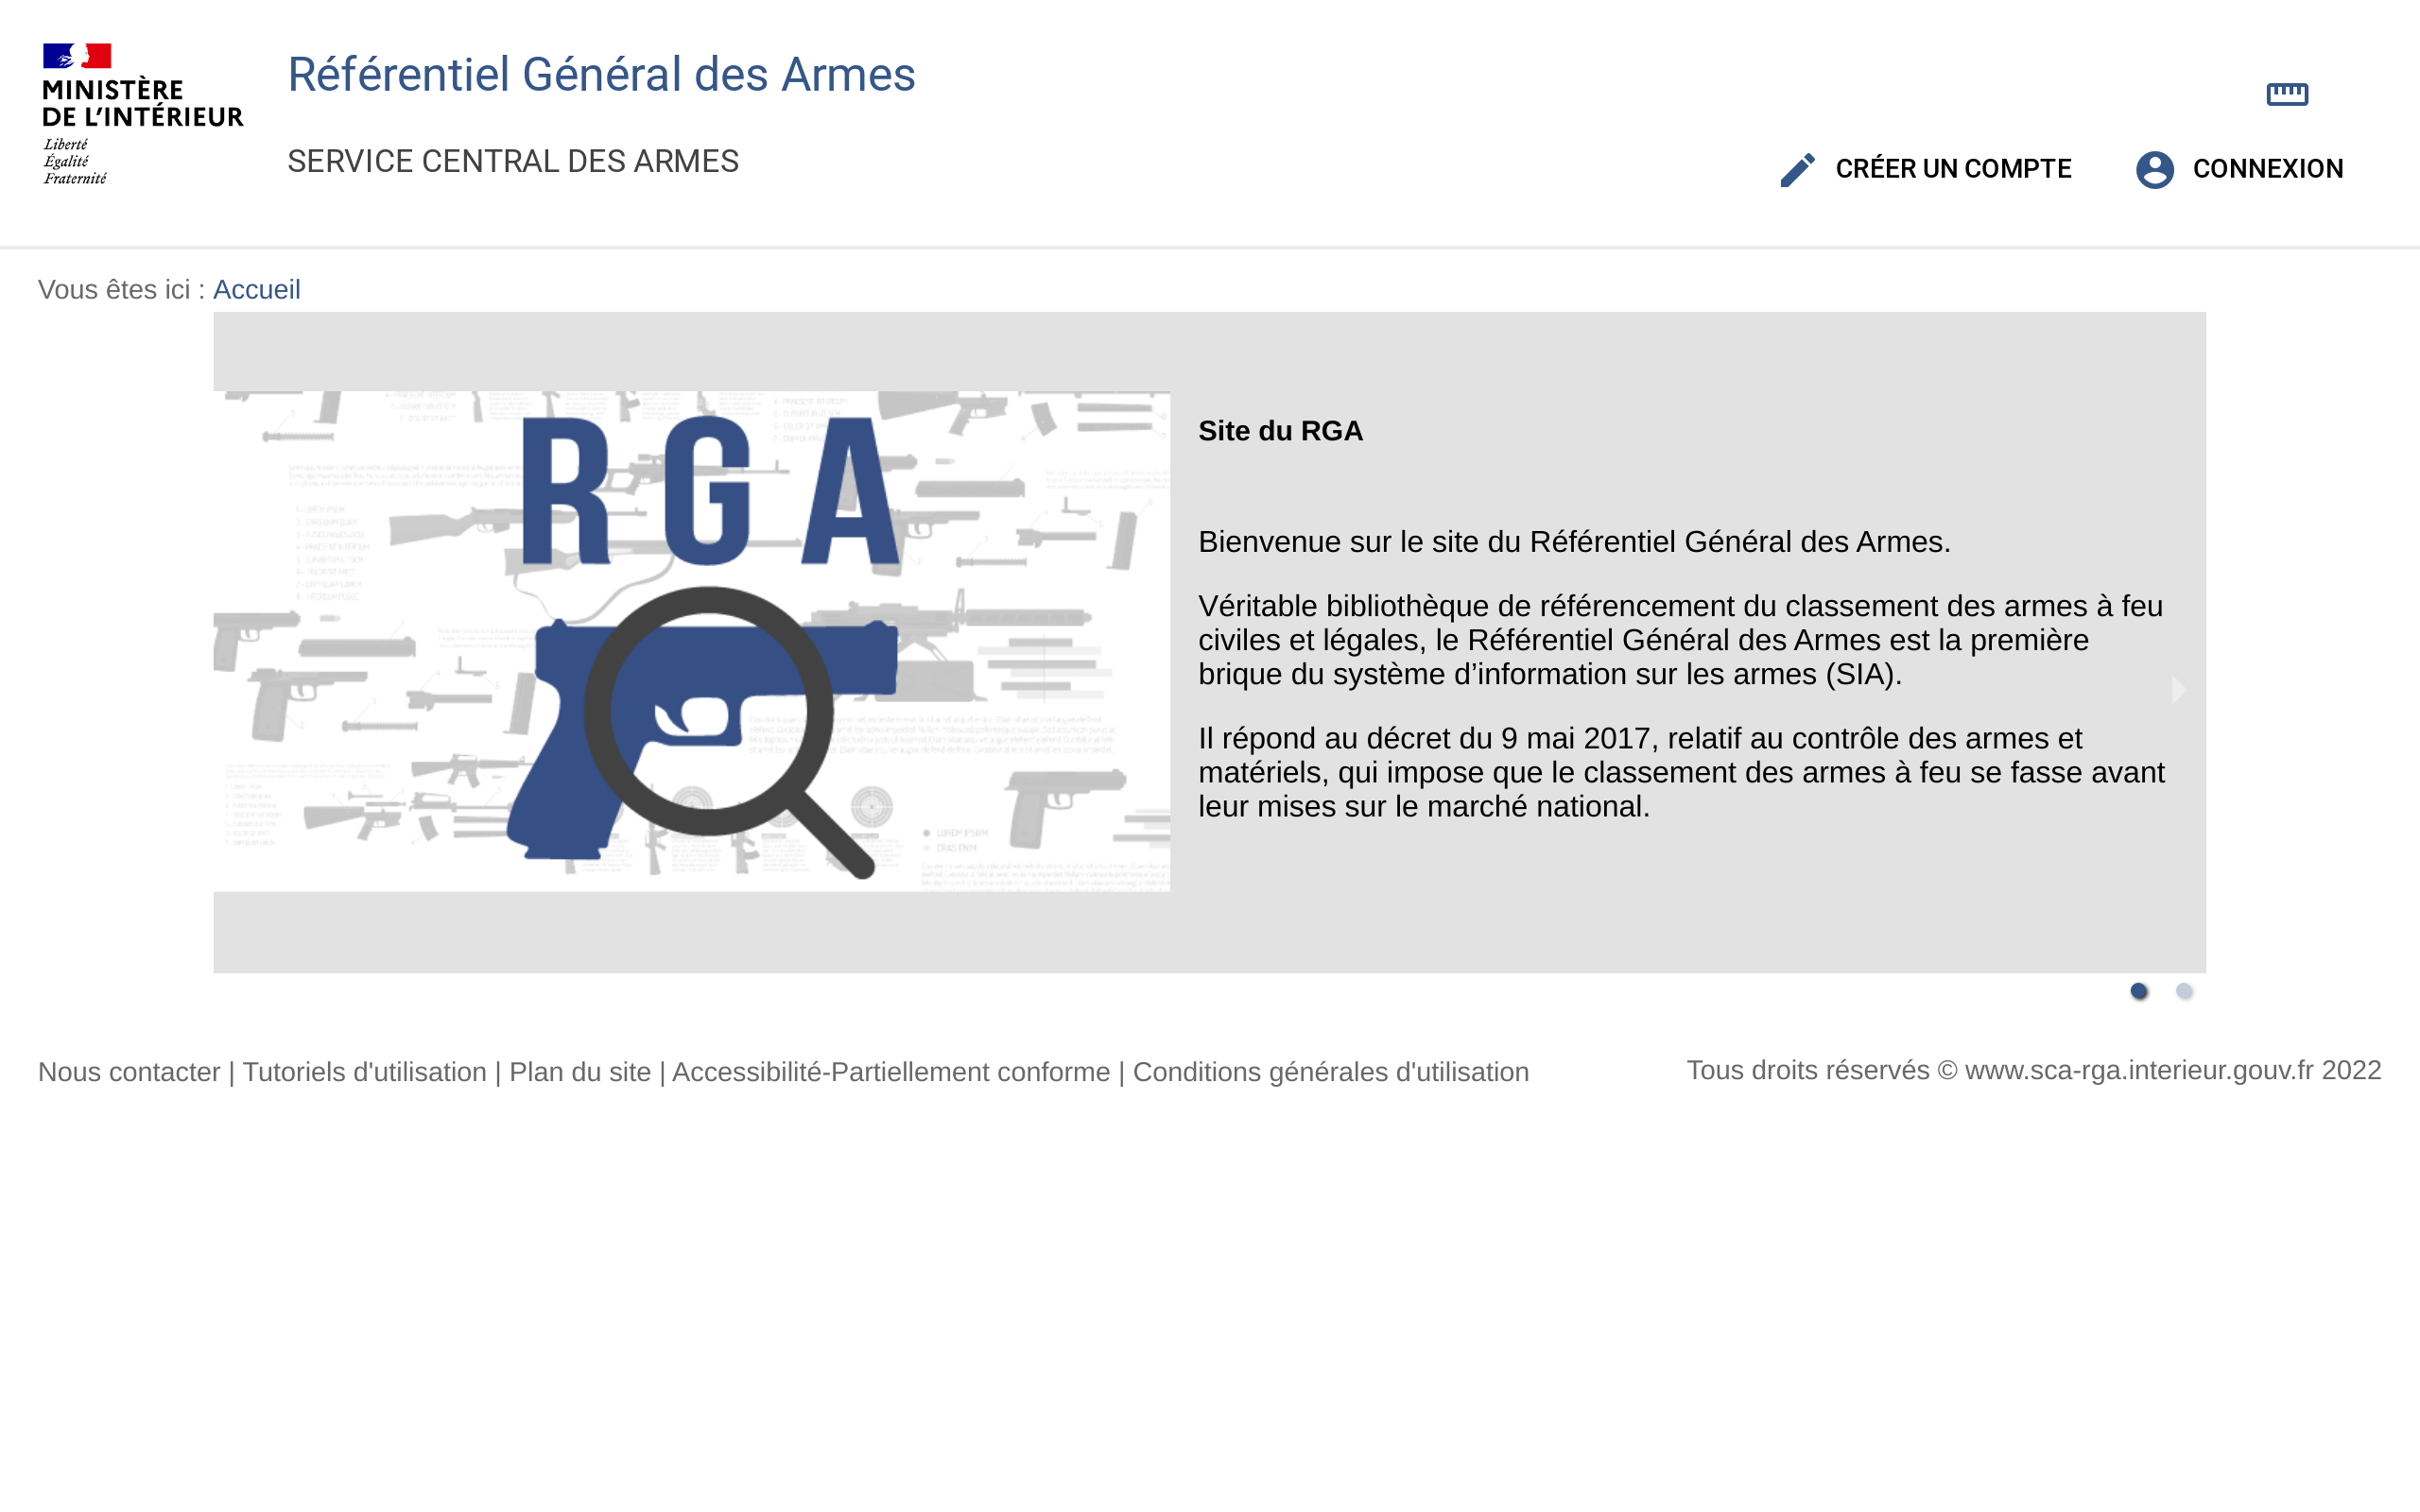 MINISTÈRE
DE L'INTÉRIEUR
Liberté
Égalité
Fraternité
Référentiel Général des Armes
SERVICE CENTRAL DES ARMES
CRÉER UN COMPTE
CONNEXION
Vous êtes ici : Accueil
RGA
LOREM IPSUM
CRAS ENIM
Site du RGA
Bienvenue sur le site du Référentiel Général des Armes.
Véritable bibliothèque de référencement du classement des armes à feu
civiles et légales, le Référentiel Général des Armes est la première
brique du système d’information sur les armes (SIA).
Il répond au décret du 9 mai 2017, relatif au contrôle des armes et
matériels, qui impose que le classement des armes à feu se fasse avant
leur mises sur le marché national.
Nous contacter | Tutoriels d'utilisation | Plan du site | Accessibilité-Partiellement conforme | Conditions générales d'utilisation
Tous droits réservés © www.sca-rga.interieur.gouv.fr 2022